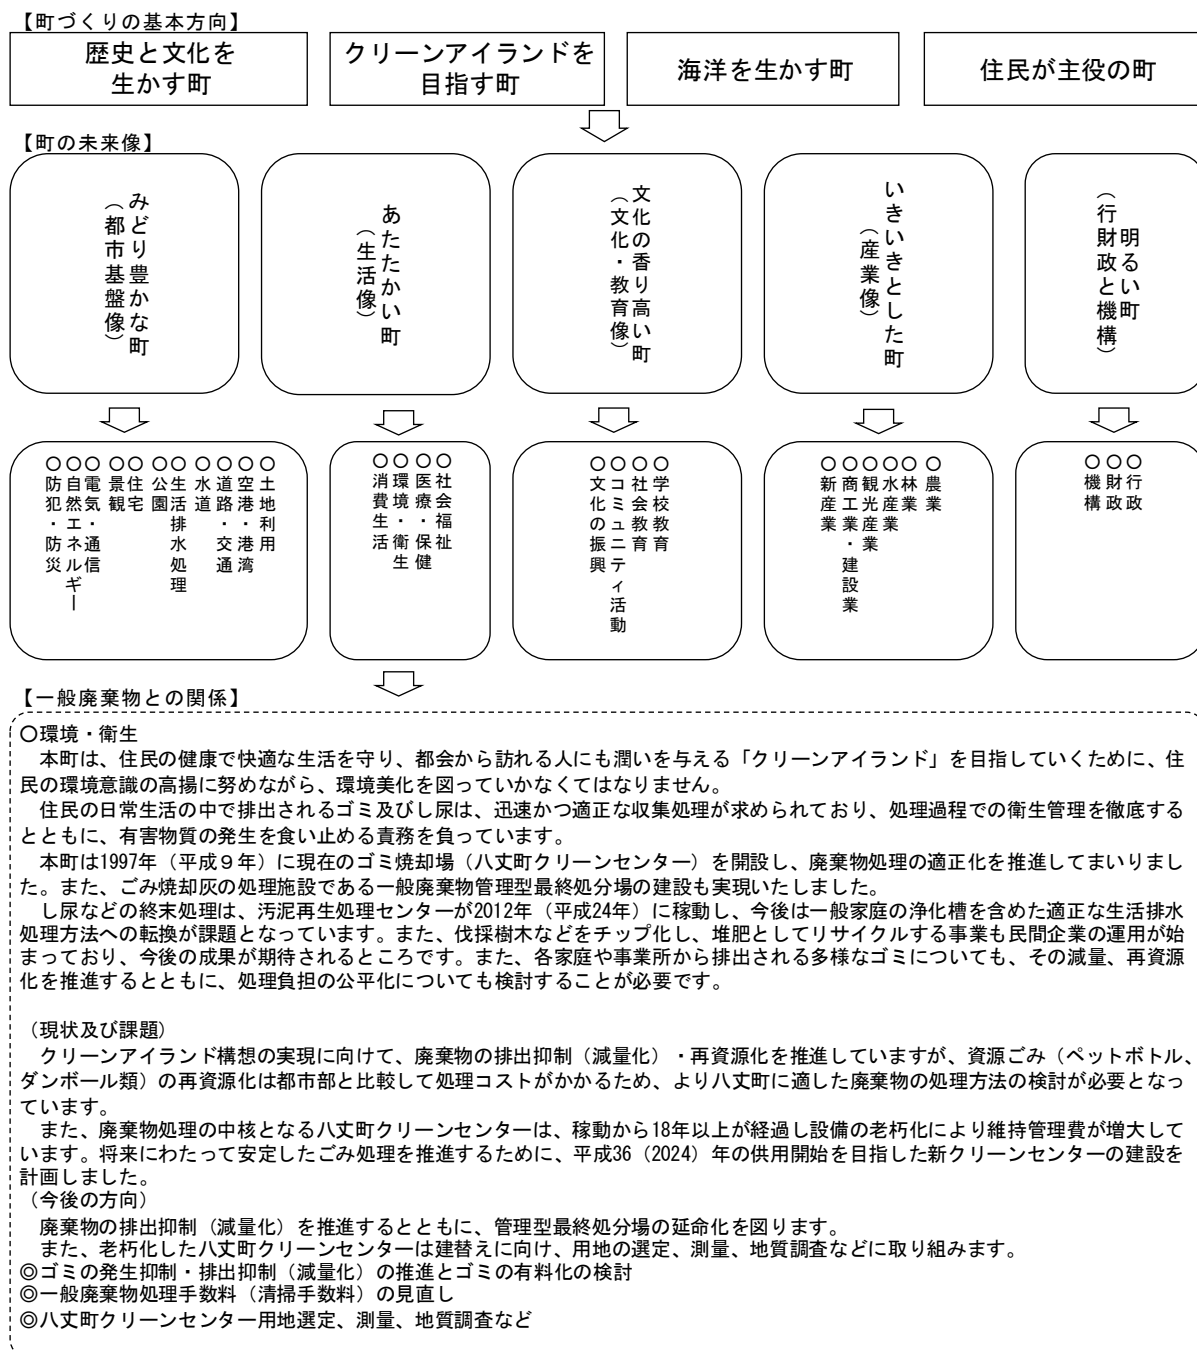 【町づくりの基本方向】
歴史と文化を
生かす町
クリーンアイランドを
目指す町
海洋を生かす町
住民が主役の町
【町の未来像】
みどり豊かな町
（都市基盤像）
あたたかい町
（生活像）
文化の香り高い町
（文化・教育像）
いきいきとした町
（産業像）
明るい町
（行財政と機構）
○土地利用
○空港・港湾
○道路・交通
○水道
○生活排水処理
○公園
○住宅
○景観
○電気・通信
○自然エネルギー
○防犯・防災
○社会福祉
○医療・保健
○環境・衛生
○消費生活
○学校教育
○社会教育
○コミュニティ活動
○文化の振興
○農業
○林業
○水産業
○観光産業
○商工業・建設業
○新産業
○行政
○財政
○機構
【一般廃棄物との関係】
○環境・衛生
本町は、住民の健康で快適な生活を守り、都会から訪れる人にも潤いを与える「クリーンアイランド」を目指していくために、住
民の環境意識の高揚に努めながら、環境美化を図っていかなくてはなりません。
住民の日常生活の中で排出されるゴミ及びし尿は、迅速かつ適正な収集処理が求められており、処理過程での衛生管理を徹底する
とともに、有害物質の発生を食い止める責務を負っています。
本町は1997年（平成９年）に現在のゴミ焼却場（八丈町クリーンセンター）を開設し、廃棄物処理の適正化を推進してまいりまし
た。また、ごみ焼却灰の処理施設である一般廃棄物管理型最終処分場の建設も実現いたしました。
し尿などの終末処理は、汚泥再生処理センターが2012年（平成24年）に稼動し、今後は一般家庭の浄化槽を含めた適正な生活排水
処理方法への転換が課題となっています。また、伐採樹木などをチップ化し、堆肥としてリサイクルする事業も民間企業の運用が始
まっており、今後の成果が期待されるところです。また、各家庭や事業所から排出される多様なゴミについても、その減量、再資源
化を推進するとともに、処理負担の公平化についても検討することが必要です。
（現状及び課題）
クリーンアイランド構想の実現に向けて、廃棄物の排出抑制（減量化）・再資源化を推進していますが、資源ごみ（ペットボトル、
ダンボール類）の再資源化は都市部と比較して処理コストがかかるため、より八丈町に適した廃棄物の処理方法の検討が必要となっ
ています。
また、廃棄物処理の中核となる八丈町クリーンセンターは、稼動から18年以上が経過し設備の老朽化により維持管理費が増大して
います。将来にわたって安定したごみ処理を推進するために、平成36（2024）年の供用開始を目指した新クリーンセンターの建設を
計画しました。
（今後の方向）
廃棄物の排出抑制（減量化）を推進するとともに、管理型最終処分場の延命化を図ります。
また、老朽化した八丈町クリーンセンターは建替えに向け、用地の選定、測量、地質調査などに取り組みます。
◎ゴミの発生抑制・排出抑制（減量化）の推進とゴミの有料化の検討
◎一般廃棄物処理手数料（清掃手数料）の見直し
◎八丈町クリーンセンター用地選定、測量、地質調査など